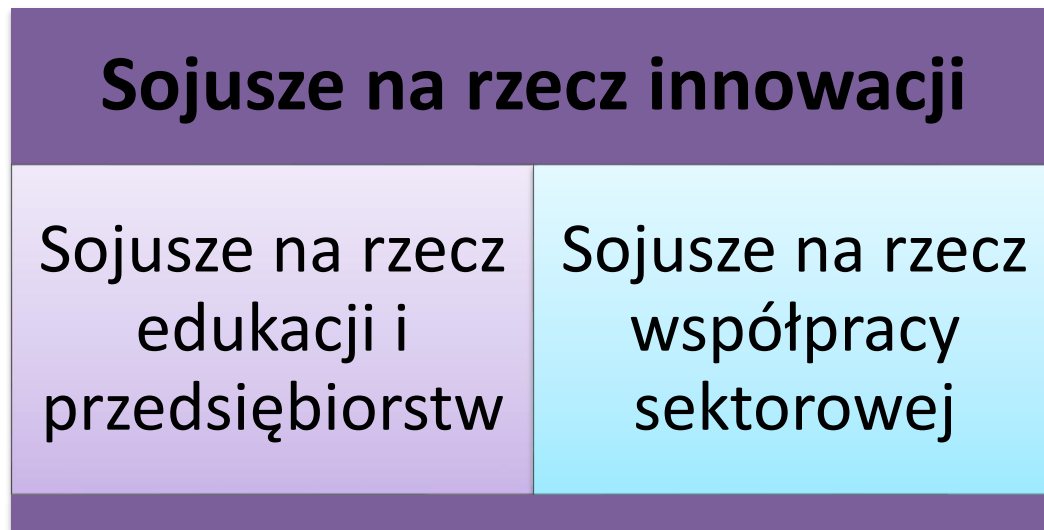 Sojusze na rzecz innowacji
Sojusze na rzecz
edukacji i
przedsiębiorstw
Sojusze na rzecz
współpracy
sektorowej